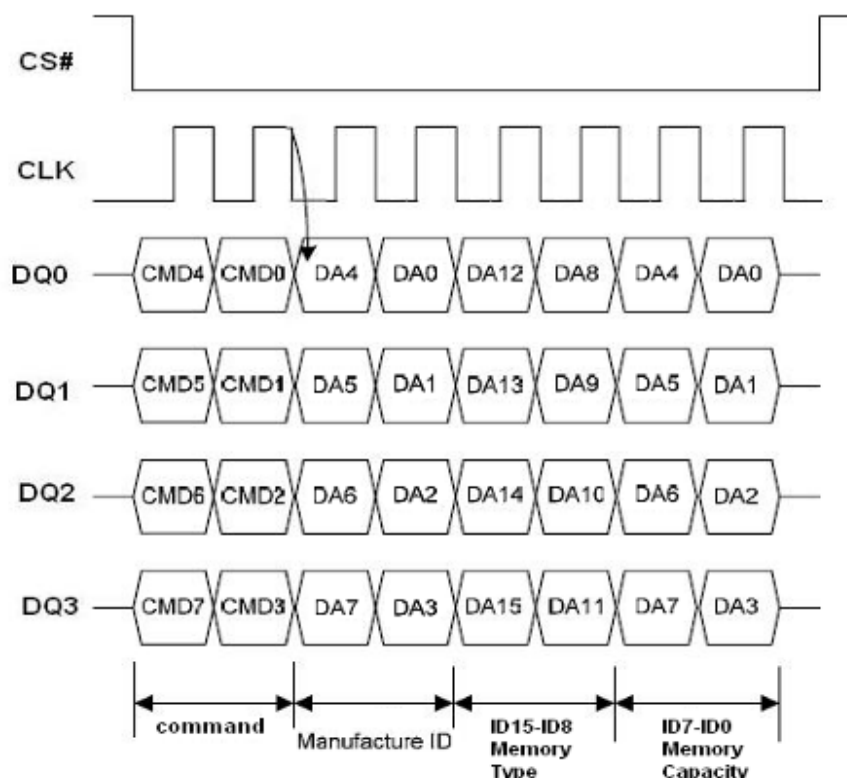 CS#
CLK
DQ0 CMD4 CMD0 DA4 DA0 DA12 DA8 DA4 DA0
DQ1 CMD5 CMD1 DA5 DA1 DA13 DA9 DA5 DA1
DQ2 CMD6 CMD2 DA6 DA2 DA14 DA10 DA6 DA2
DQ3 CMD7 CMD3 DA7 DA3 DA15 DA11 DA7 DA3
command
Manufacture ID
ID15-ID8
Memory
Type
ID7-ID0
Memory
Capacity